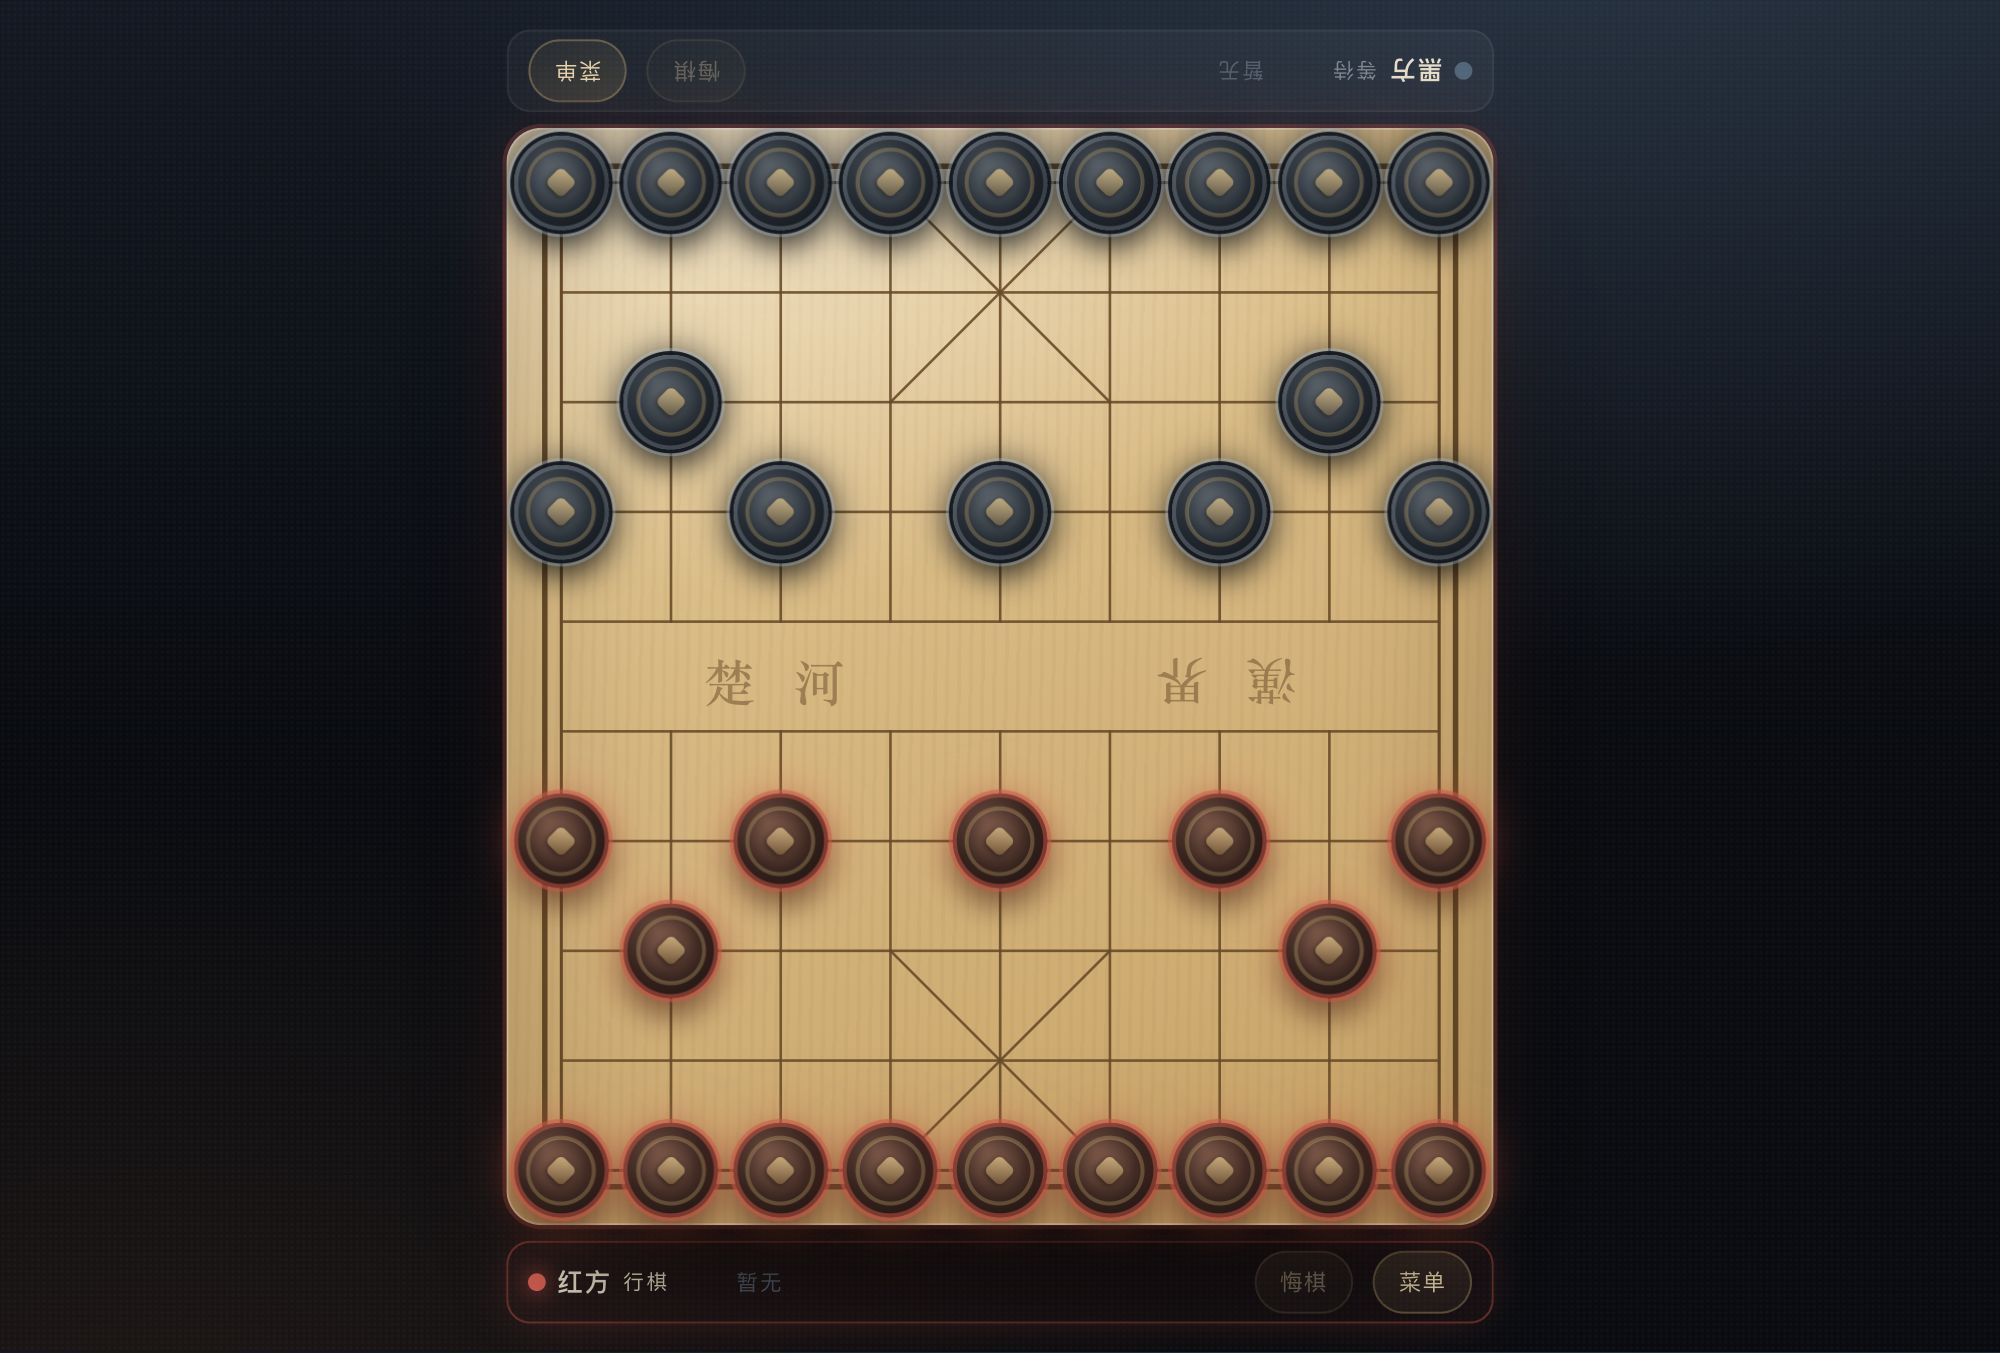 黑方 等待 暂无 悔棋 菜单
楚 河 漢 界
红方 行棋 暂无 悔棋 菜单